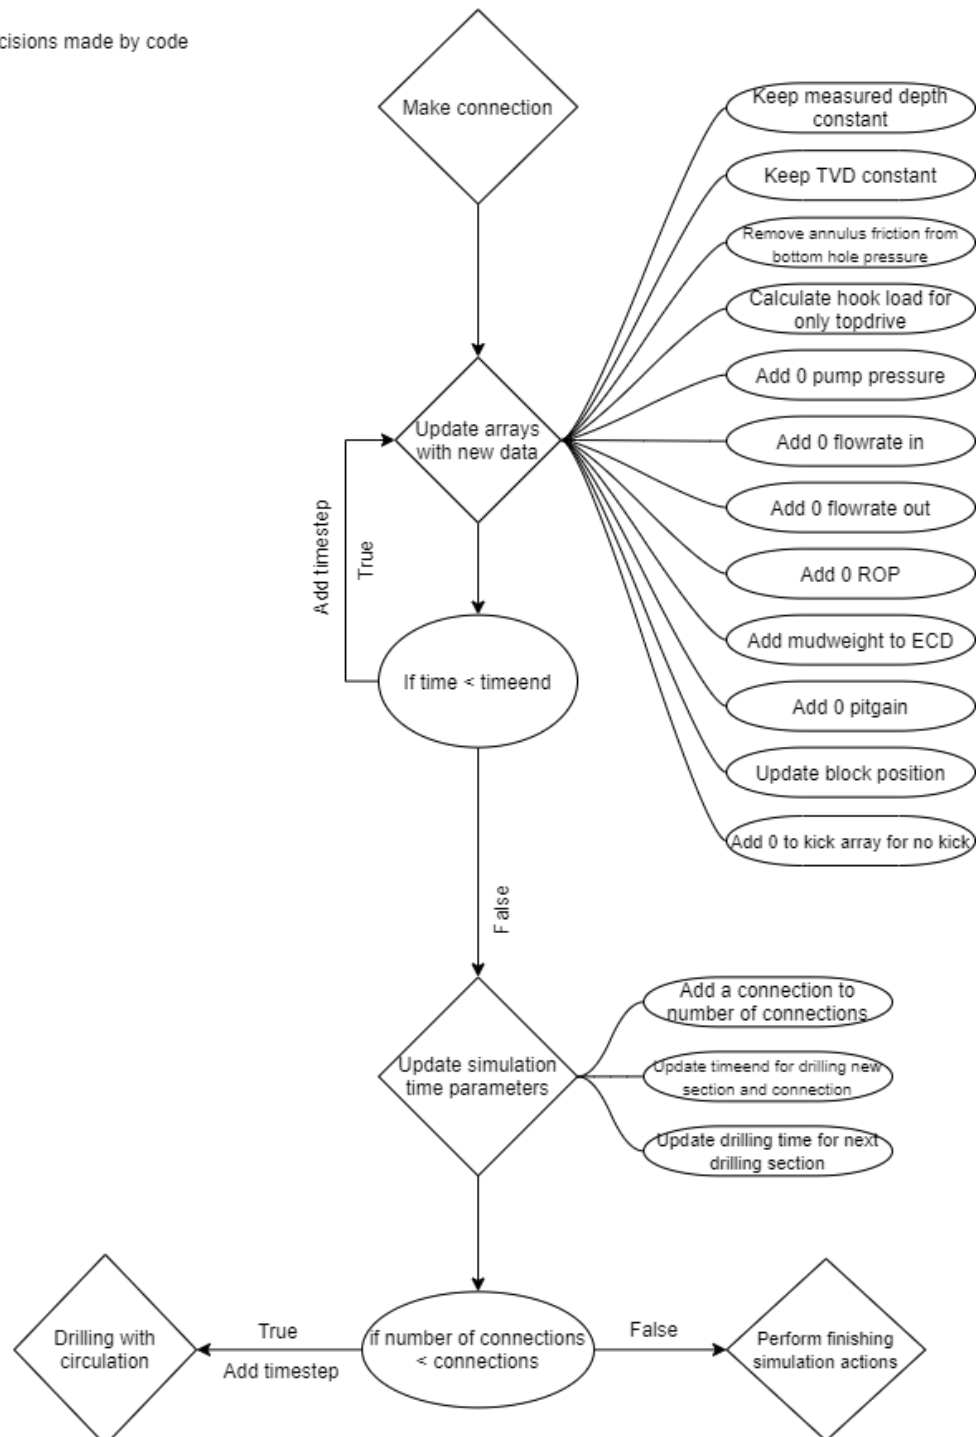 cisions made by code
Make connection
Keep measured depth
constant
Keep TVD constant
Remove annulus friction from
bottom hole pressure
Calculate hook load for
only topdrive
Update arrays
with new data
Add 0 pump pressure
Add 0 flowrate in
Add 0 flowrate out
Add 0 ROP
Add mudweight to ECD
Add 0 pitgain
Update block position
Add 0 to kick array for no kick
Add timestep
True
If time < timeend
False
Update simulation
time parameters
Add a connection to
number of connections
Update timeend for drilling new
section and connection
Update drilling time for next
drilling section
if number of connections
< connections
True
Add timestep
False
Drilling with
circulation
Perform finishing
simulation actions